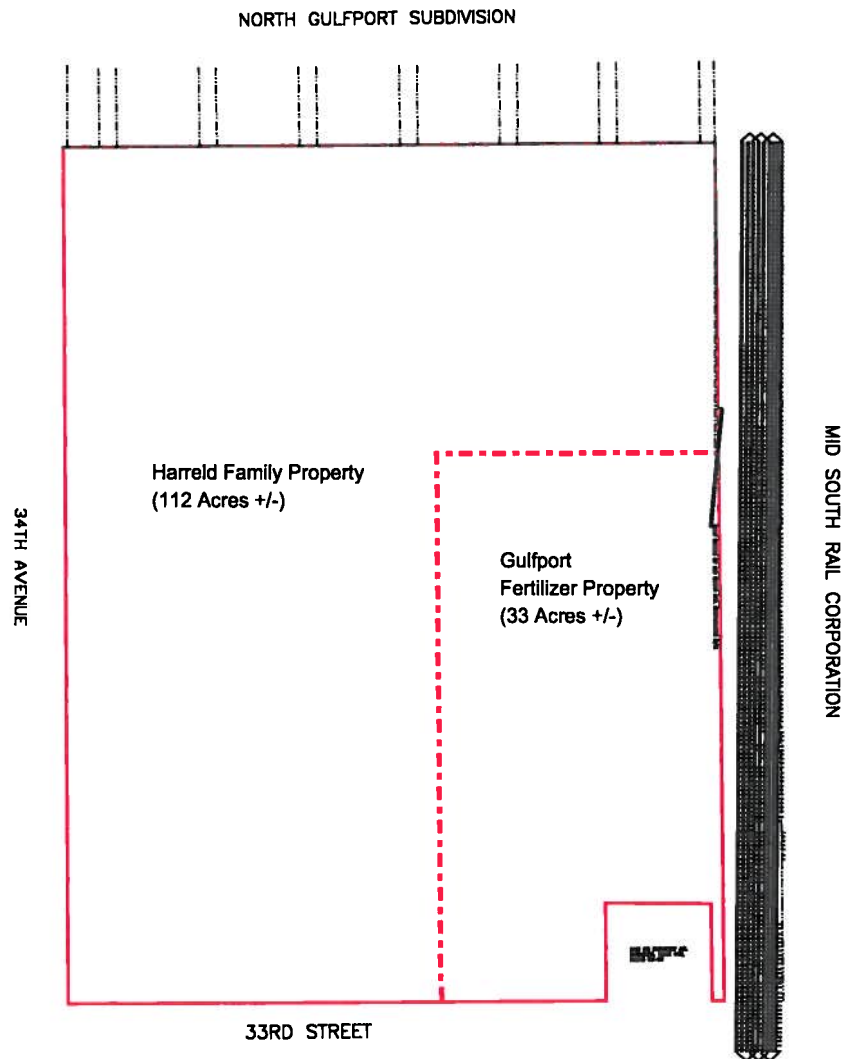 NORTH GULFPORT SUBDIVISION
Harreld Family Property
(112 Acres +/-)
34TH AVENUE
Gulfport
Fertilizer Property
(33 Acres +/-)
MID SOUTH RAIL CORPORATION
33RD STREET